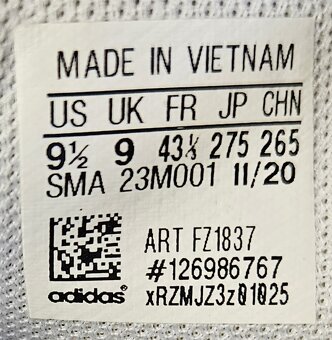 MADE IN VIETNAM
US UK FR JP CHN
9½ 9 43⅓ 275 265
SMA 23M001 11/20
ART FZ1837
#126986767
adidas xRZMJZ3z01025